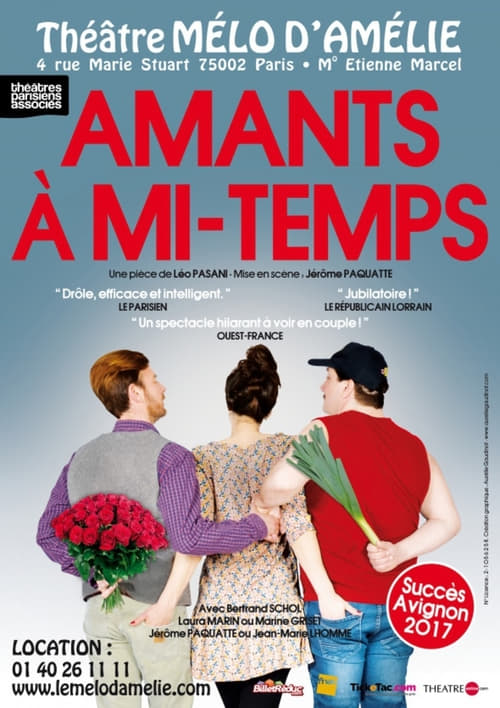 Théâtre MÉLO D'AMÉLIE
4 rue Marie Stuart 75002 Paris • M° Etienne Marcel
théâtres
parisiens
associés
AMANTS
À MI-TEMPS
Une pièce de Léo PASANI - Mise en scène : Jérôme PAQUATTE
“ Drôle, efficace et intelligent. ”
LE PARISIEN
“ Jubilatoire ! ”
LE RÉPUBLICAIN LORRAIN
“ Un spectacle hilarant à voir en couple ! ”
OUEST-FRANCE
Avec Bertrand SCHOL
Laura MARIN ou Marine GRISET
Jérôme PAQUATTE ou Jean-Marie LHOMME
Succès
Avignon
2017
LOCATION :
01 40 26 11 11
www.lemelodamelie.com
BilletReduc
fnac
TickeTac.com
THEATRE